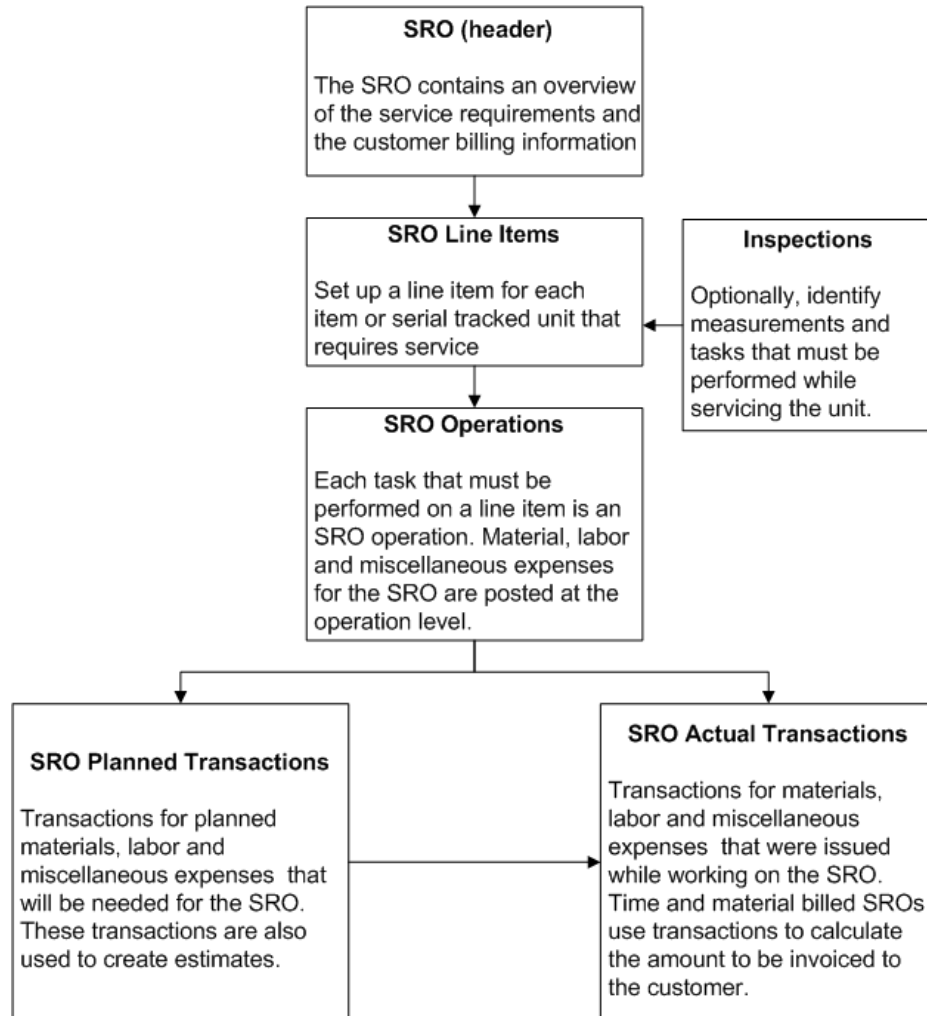 SRO (header)
The SRO contains an overview
of the service requirements and
the customer billing information
SRO Line Items
Set up a line item for each
item or serial tracked unit that
requires service
Inspections
Optionally, identify
measurements and
tasks that must be
performed while
servicing the unit.
SRO Operations
Each task that must be
performed on a line item is an
SRO operation. Material, labor
and miscellaneous expenses
for the SRO are posted at the
operation level.
SRO Planned Transactions
Transactions for planned
materials, labor and
miscellaneous expenses that
will be needed for the SRO.
These transactions are also
used to create estimates.
SRO Actual Transactions
Transactions for materials,
labor and miscellaneous
expenses that were issued
while working on the SRO.
Time and material billed SROs
use transactions to calculate
the amount to be invoiced to
the customer.